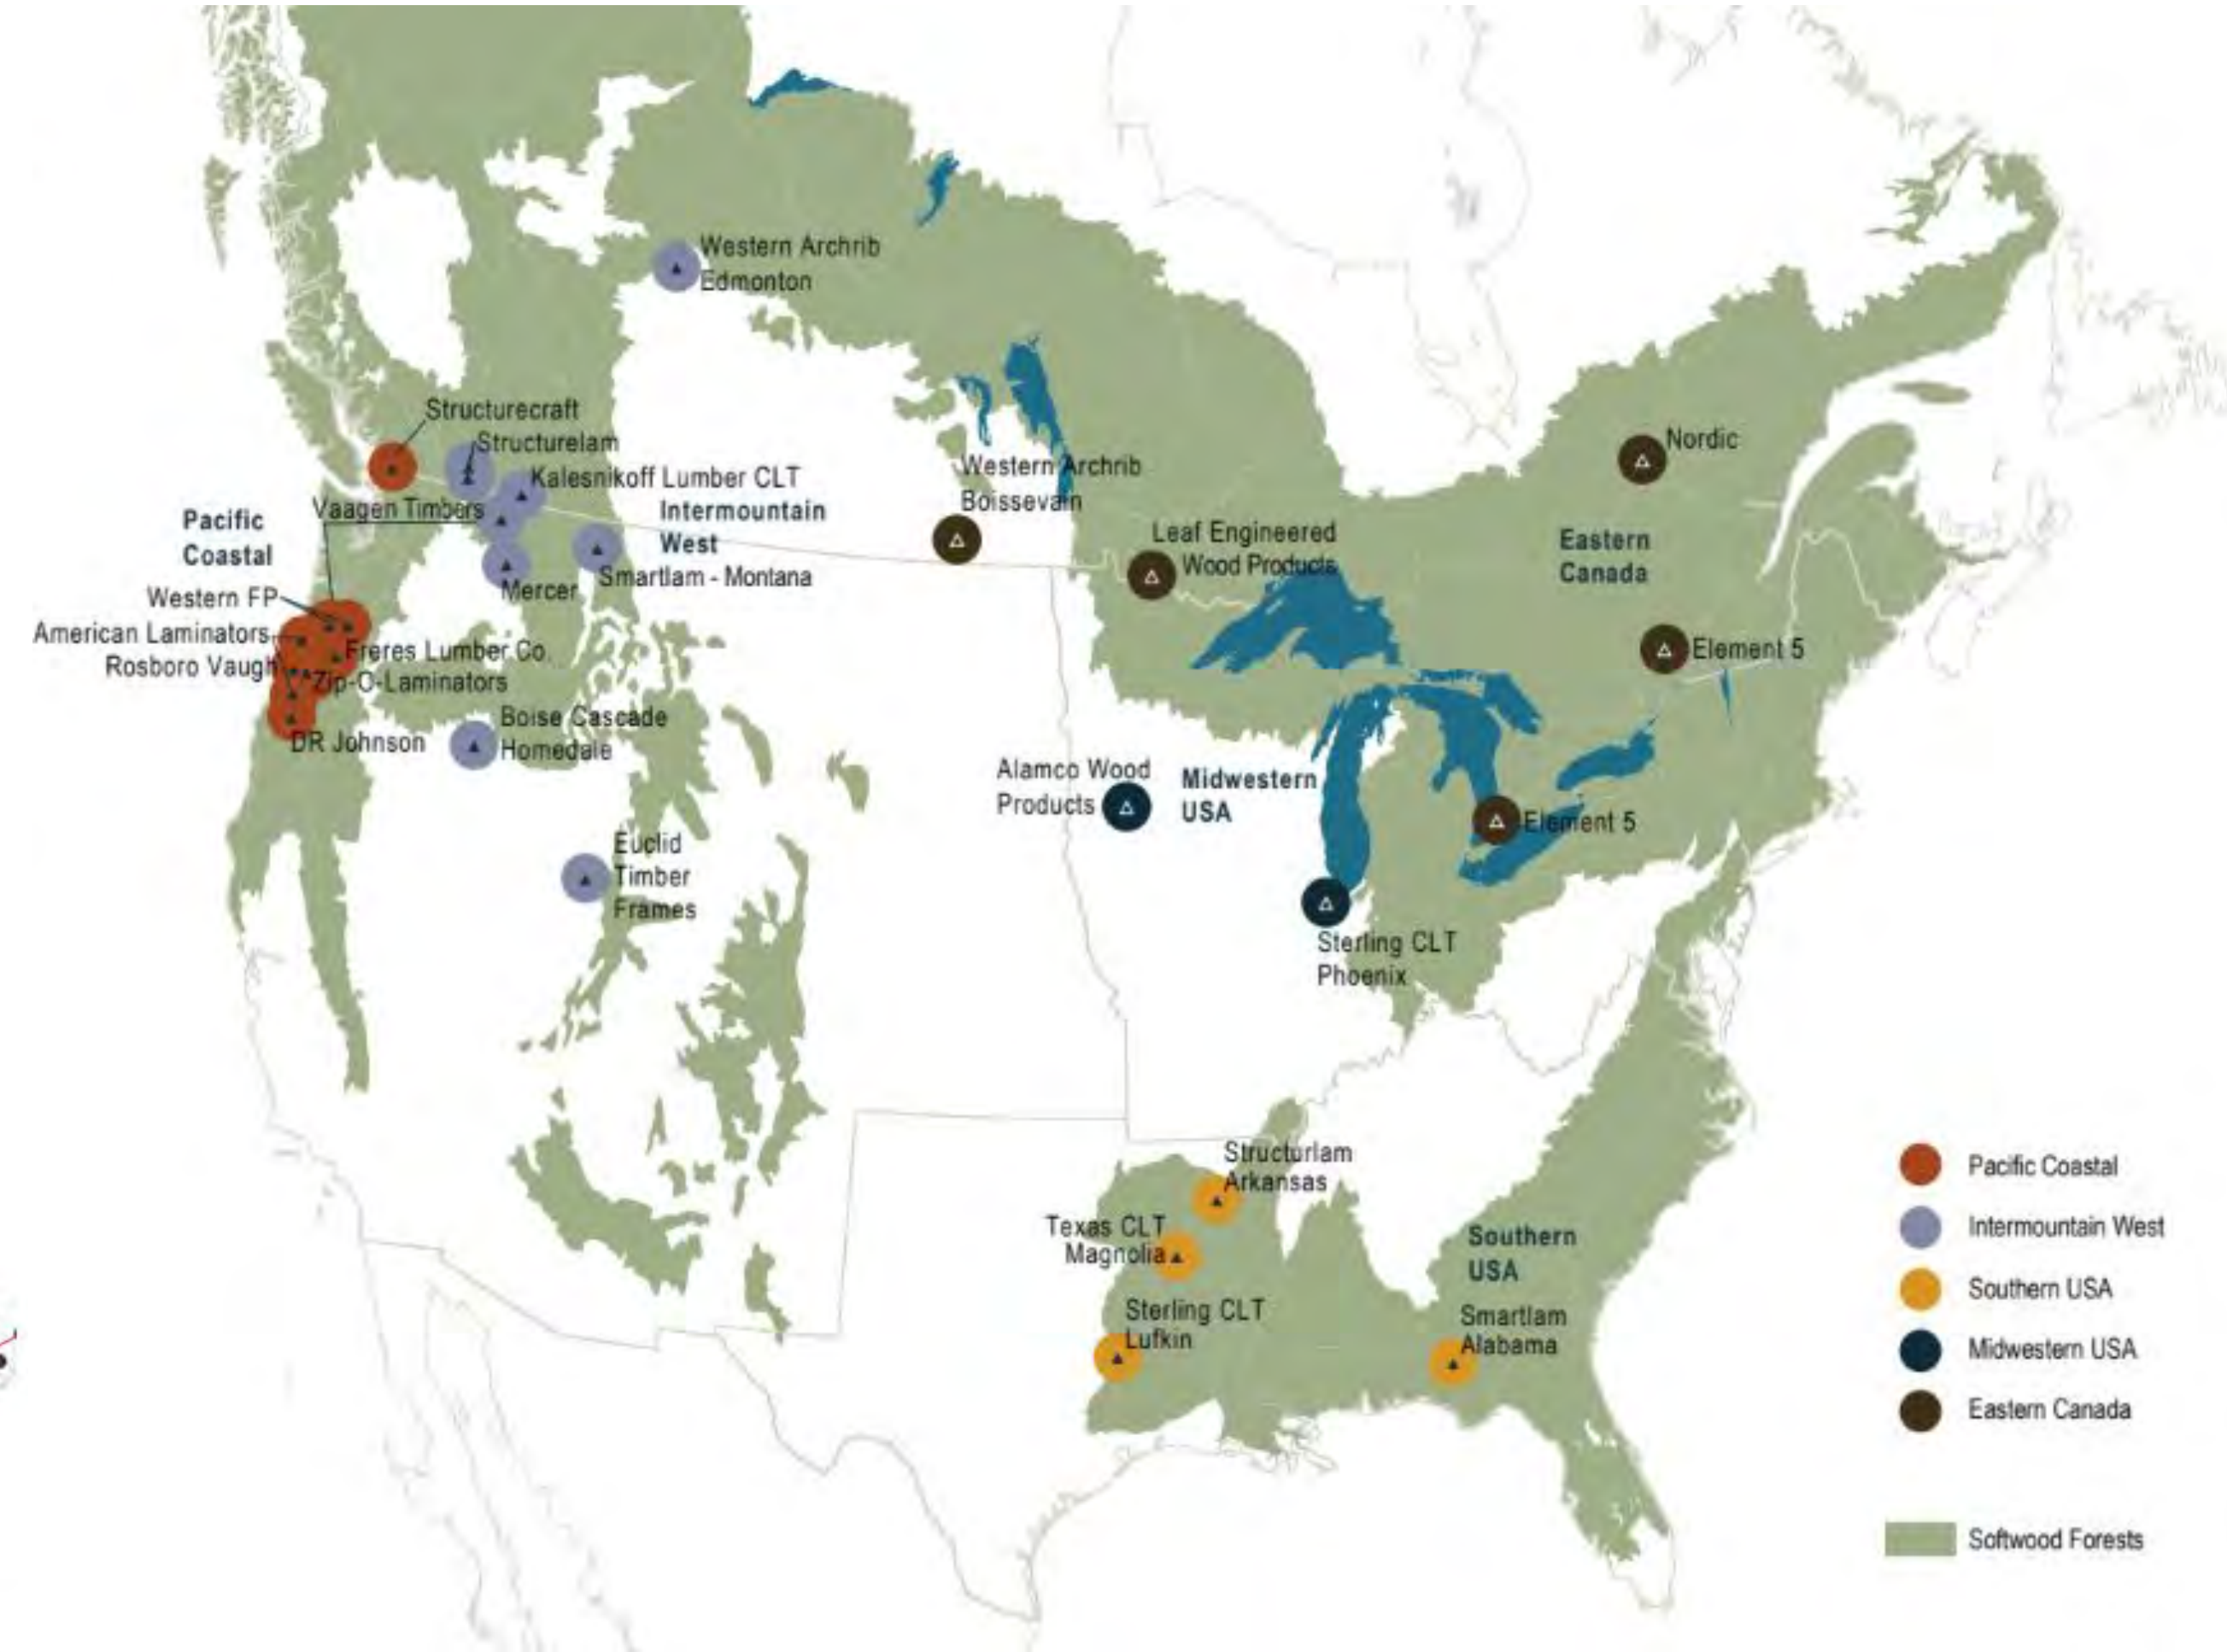 Western Archrib
Edmonton
Structurecraft
Structurelam
Kalesnikoff Lumber CLT
Vaagen Timbers
Intermountain
West
Pacific
Coastal
Smartlam - Montana
Mercer
Western FP
American Laminators
Rosboro Vaugh
Freres Lumber Co.
Zip-O-Laminators
DR Johnson
Boise Cascade
Homedale
Euclid
Timber
Frames
Western Archrib
Boissevain
Leaf Engineered
Wood Products
Nordic
Eastern
Canada
Element 5
Alamco Wood
Products
Midwestern
USA
Element 5
Sterling CLT
Phoenix
Structurlam
Arkansas
Texas CLT
Magnolia
Sterling CLT
Lufkin
Southern
USA
Smartlam
Alabama
Pacific Coastal
Intermountain West
Southern USA
Midwestern USA
Eastern Canada
Softwood Forests